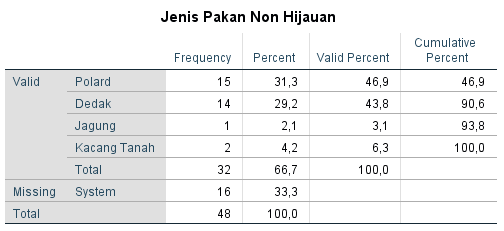 Jenis Pakan Non Hijauan
Frequency Percent Valid Percent Cumulative Percent
Valid Polard 15 31,3 46,9 46,9
Dedak 14 29,2 43,8 90,6
Jagung 1 2,1 3,1 93,8
Kacang Tanah 2 4,2 6,3 100,0
Total 32 66,7 100,0
Missing System 16 33,3
Total 48 100,0